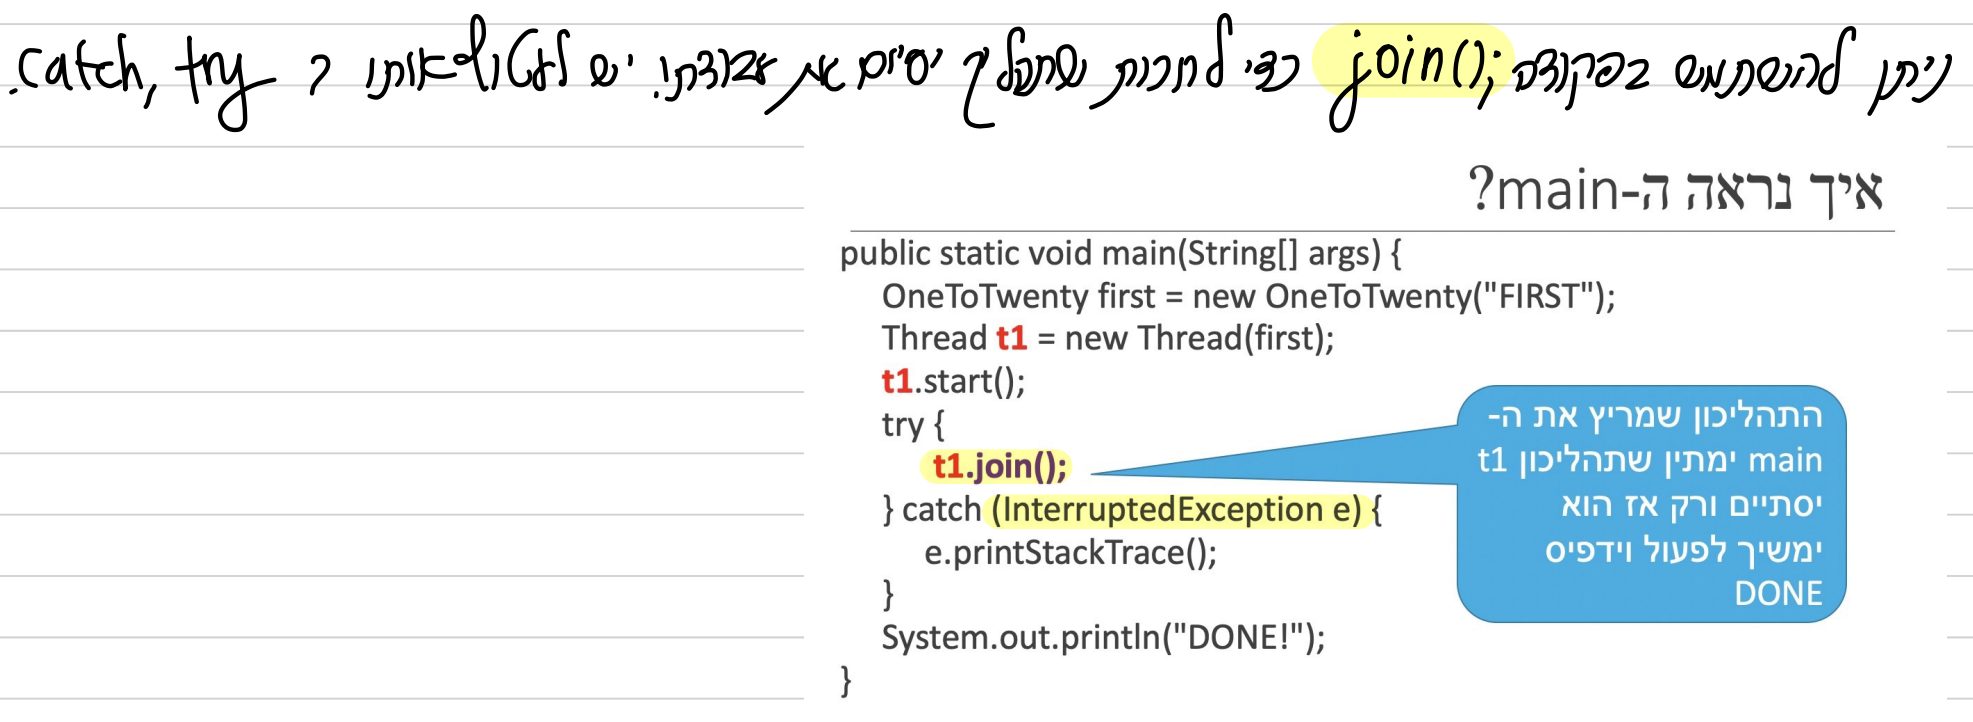 ניתן להשתמש בפקודה join(); כדי לחכות שתהליך יסיים את עבודתו. יש לעטוף אותו ב try, catch.
איך נראה ה-main?
public static void main(String[] args) {
OneToTwenty first = new OneToTwenty("FIRST");
Thread t1 = new Thread(first);
t1.start();
try {
t1.join();
} catch (InterruptedException e) {
e.printStackTrace();
}
System.out.println("DONE!");
}
התהליכון שמריץ את ה-
main ימתין שתהליכון t1
יסתיים ורק אז הוא
ימשיך לפעול וידפיס
DONE